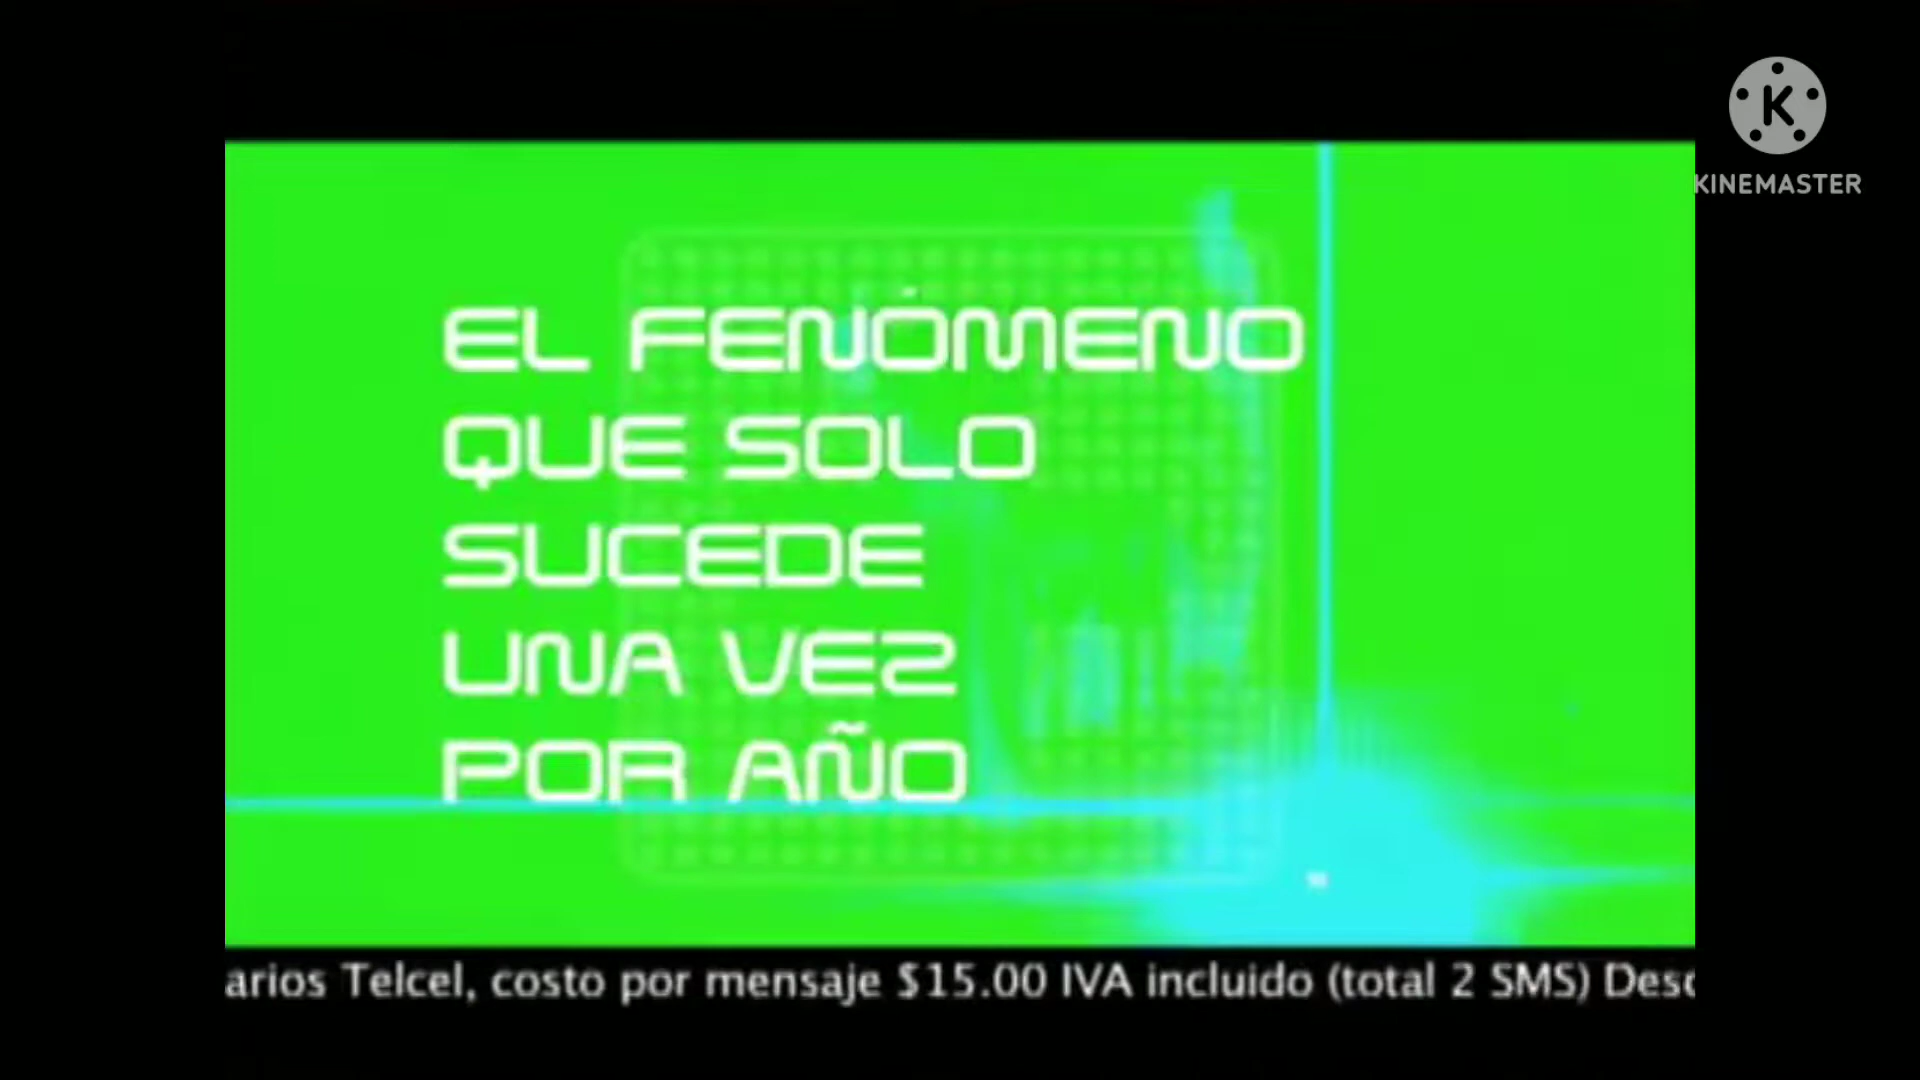 K
KINEMASTER
EL FENÓMENO
QUE SOLO
SUCEDE
UNA VEZ
POR AÑO
arios Telcel, costo por mensaje $15.00 IVA incluido (total 2 SMS) Desc